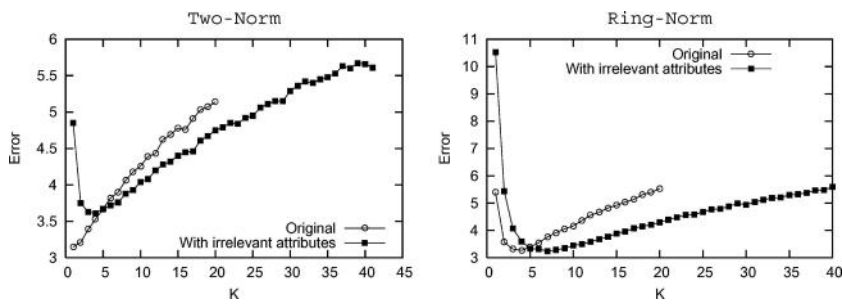 Two-Norm
6
5.5
5
4.5
4
3.5
3
Error
Original
With irrelevant attributes
0 5 10 15 20 25 30 35 40 45
K
Ring-Norm
11
10
9
8
7
6
5
4
3
Error
Original
With irrelevant attributes
0 5 10 15 20 25 30 35 40
K